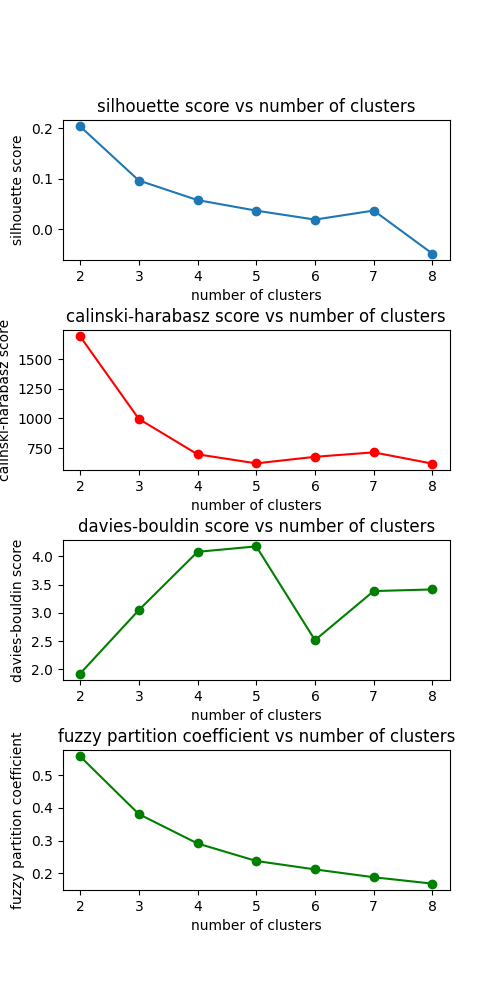 silhouette score vs number of clusters
silhouette score
0.2
0.1
0.0
2 3 4 5 6 7 8
number of clusters
calinski-harabasz score vs number of clusters
calinski-harabasz score
1500
1250
1000
750
2 3 4 5 6 7 8
number of clusters
davies-bouldin score vs number of clusters
davies-bouldin score
4.0
3.5
3.0
2.5
2.0
2 3 4 5 6 7 8
number of clusters
fuzzy partition coefficient vs number of clusters
fuzzy partition coefficient
0.5
0.4
0.3
0.2
2 3 4 5 6 7 8
number of clusters